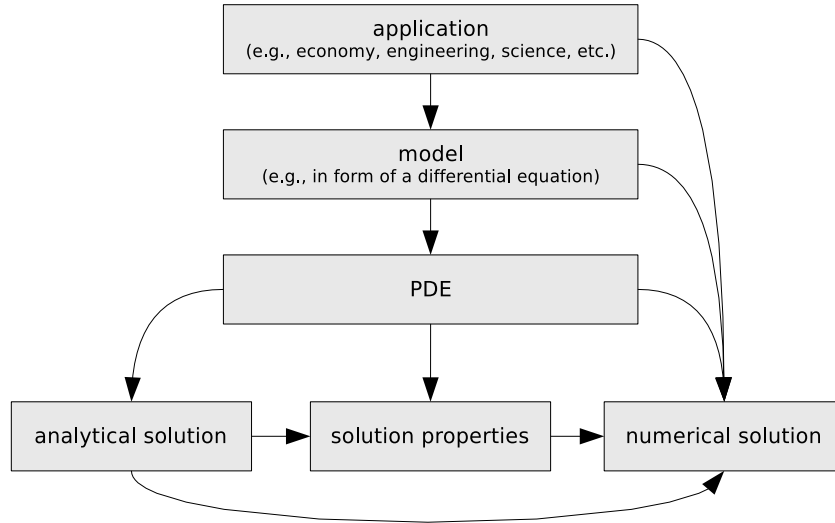 application
(e.g., economy, engineering, science, etc.)
model
(e.g., in form of a differential equation)
PDE
analytical solution
solution properties
numerical solution